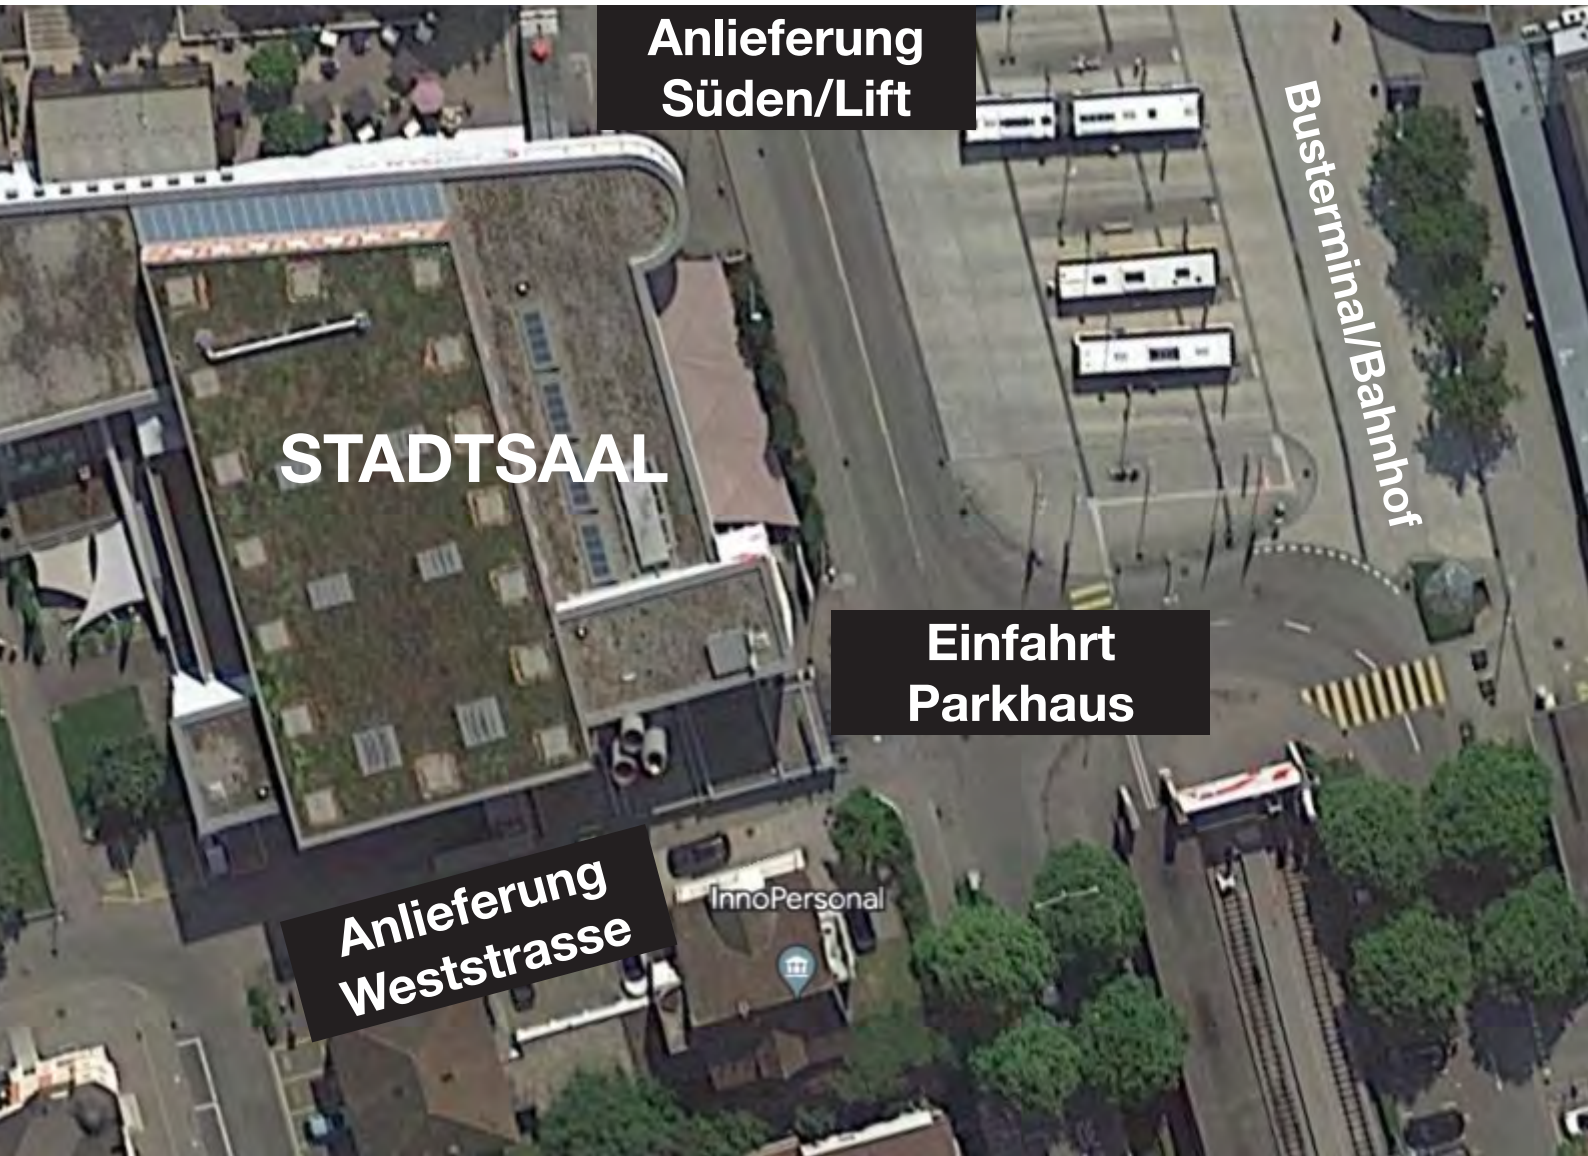 Anlieferung
Süden/Lift
Busterminal/Bahnhof
STADTSAAL
Einfahrt
Parkhaus
Anlieferung
Weststrasse
InnoPersonal